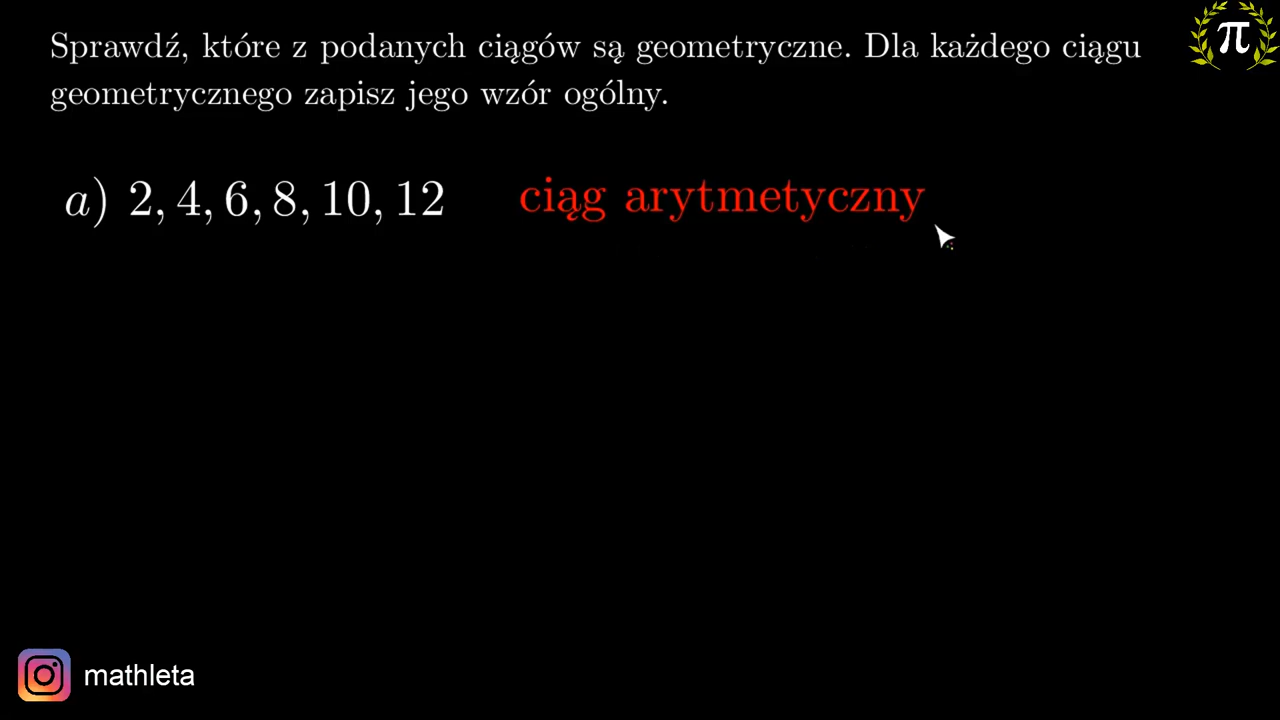 Sprawdź, które z podanych ciągów są geometryczne. Dla każdego ciągu
geometrycznego zapisz jego wzór ogólny.
π
a) 2, 4, 6, 8, 10, 12 ciąg arytmetyczny
mathleta